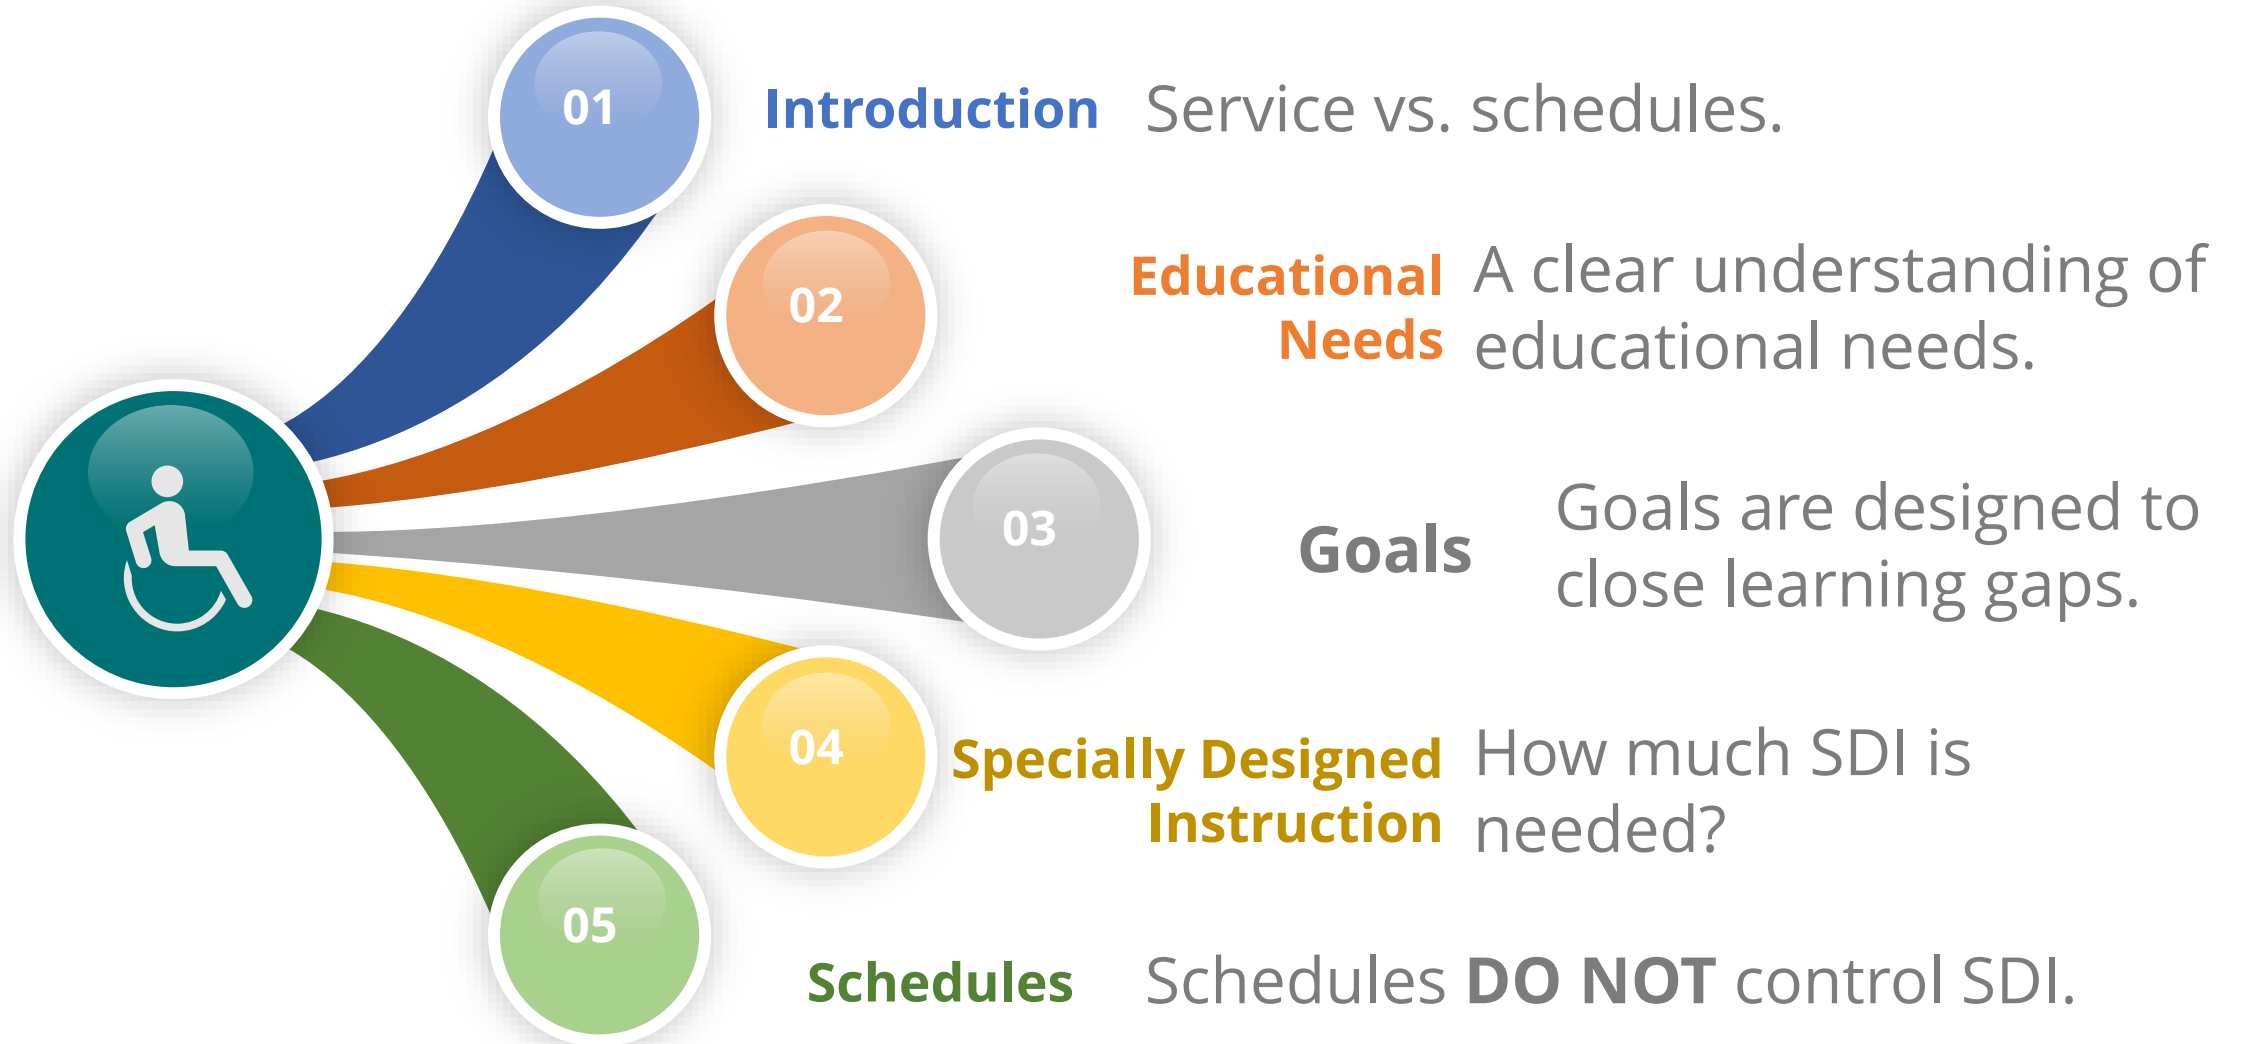 01
Introduction Service vs. schedules.
02
Educational Needs
A clear understanding of
educational needs.
03
Goals
Goals are designed to
close learning gaps.
04
Specially Designed
Instruction
How much SDI is
needed?
05
Schedules Schedules DO NOT control SDI.